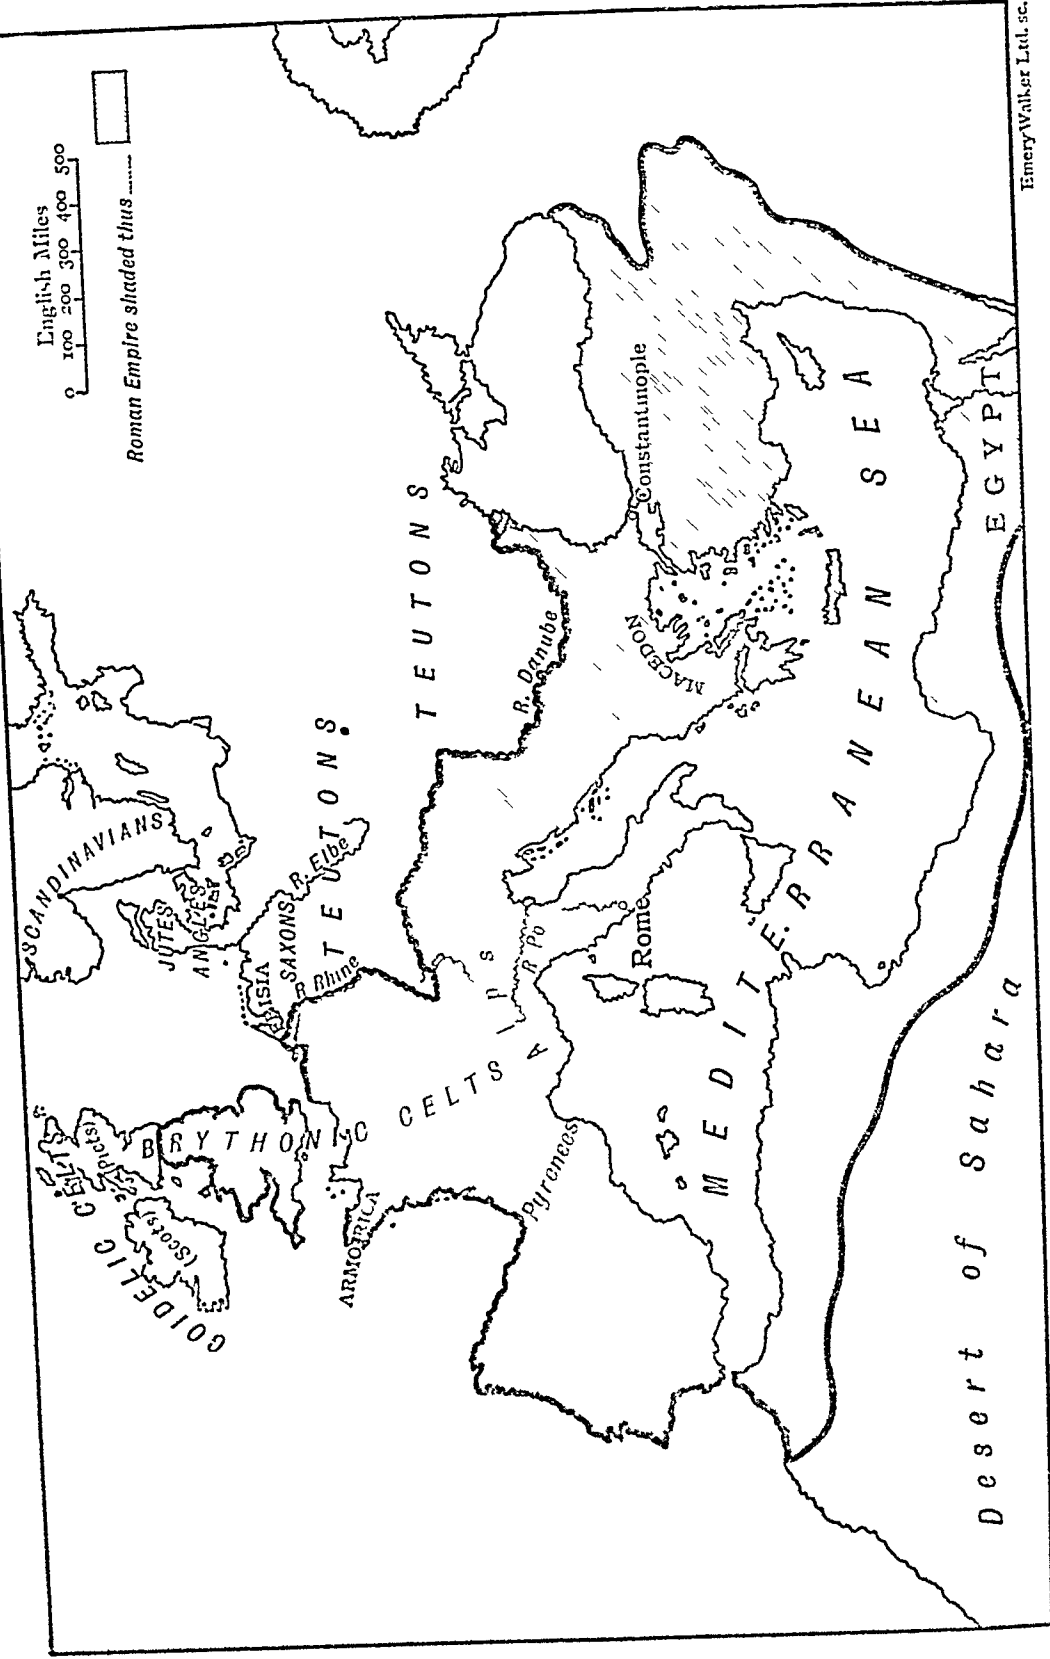 English Miles
0 100 200 300 400 500
Roman Empire shaded thus
SCANDINAVIANS
GOIDELIC CELTS
(Picts)
(Scots)
JUTES
ANGLES
SAXONS
R. Elbe
TEUTONS
TEUTONS
R Rhine
BRYTHONIC CELTS
ARMORICA
Alps
R Po
R. Danube
Pyrenees
Rome
MACEDON
Constantinople
MEDITERRANEAN SEA
EGYPT
Desert of Sahara
Emery Walker Ltd. sc.